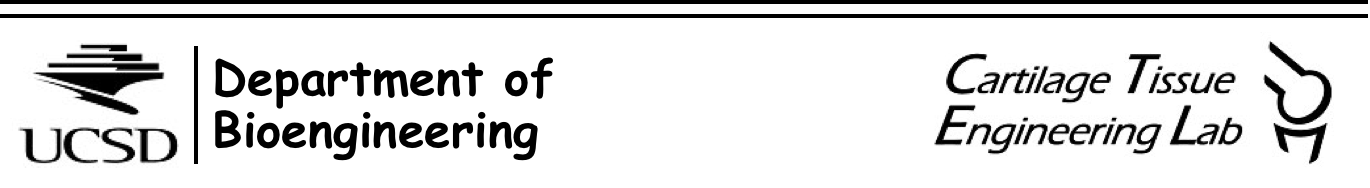 UCSD
Department of
Bioengineering
Cartilage Tissue
Engineering Lab